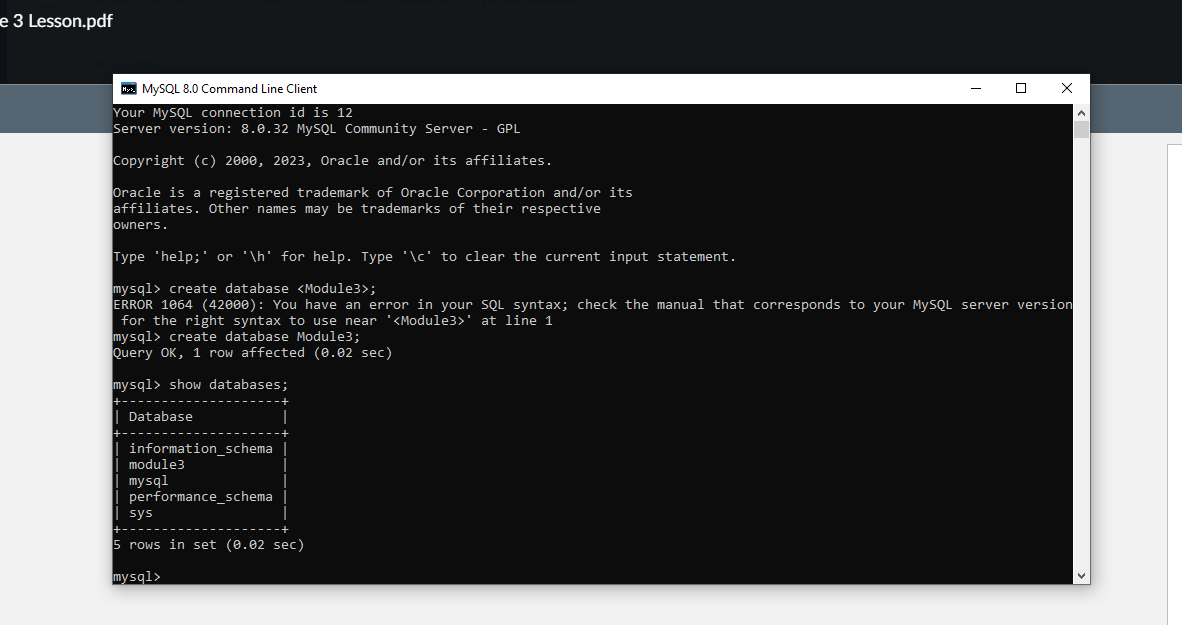 e 3 Lesson.pdf
MySQL 8.0 Command Line Client
Your MySQL connection id is 12
Server version: 8.0.32 MySQL Community Server - GPL
Copyright (c) 2000, 2023, Oracle and/or its affiliates.
Oracle is a registered trademark of Oracle Corporation and/or its
affiliates. Other names may be trademarks of their respective
owners.
Type 'help;' or '\h' for help. Type '\c' to clear the current input statement.
mysql> create database <Module3>;
ERROR 1064 (42000): You have an error in your SQL syntax; check the manual that corresponds to your MySQL server version
 for the right syntax to use near '<Module3>' at line 1
mysql> create database Module3;
Query OK, 1 row affected (0.02 sec)
mysql> show databases;
+--------------------+
| Database           |
+--------------------+
| information_schema |
| module3            |
| mysql              |
| performance_schema |
| sys                |
+--------------------+
5 rows in set (0.02 sec)
mysql>